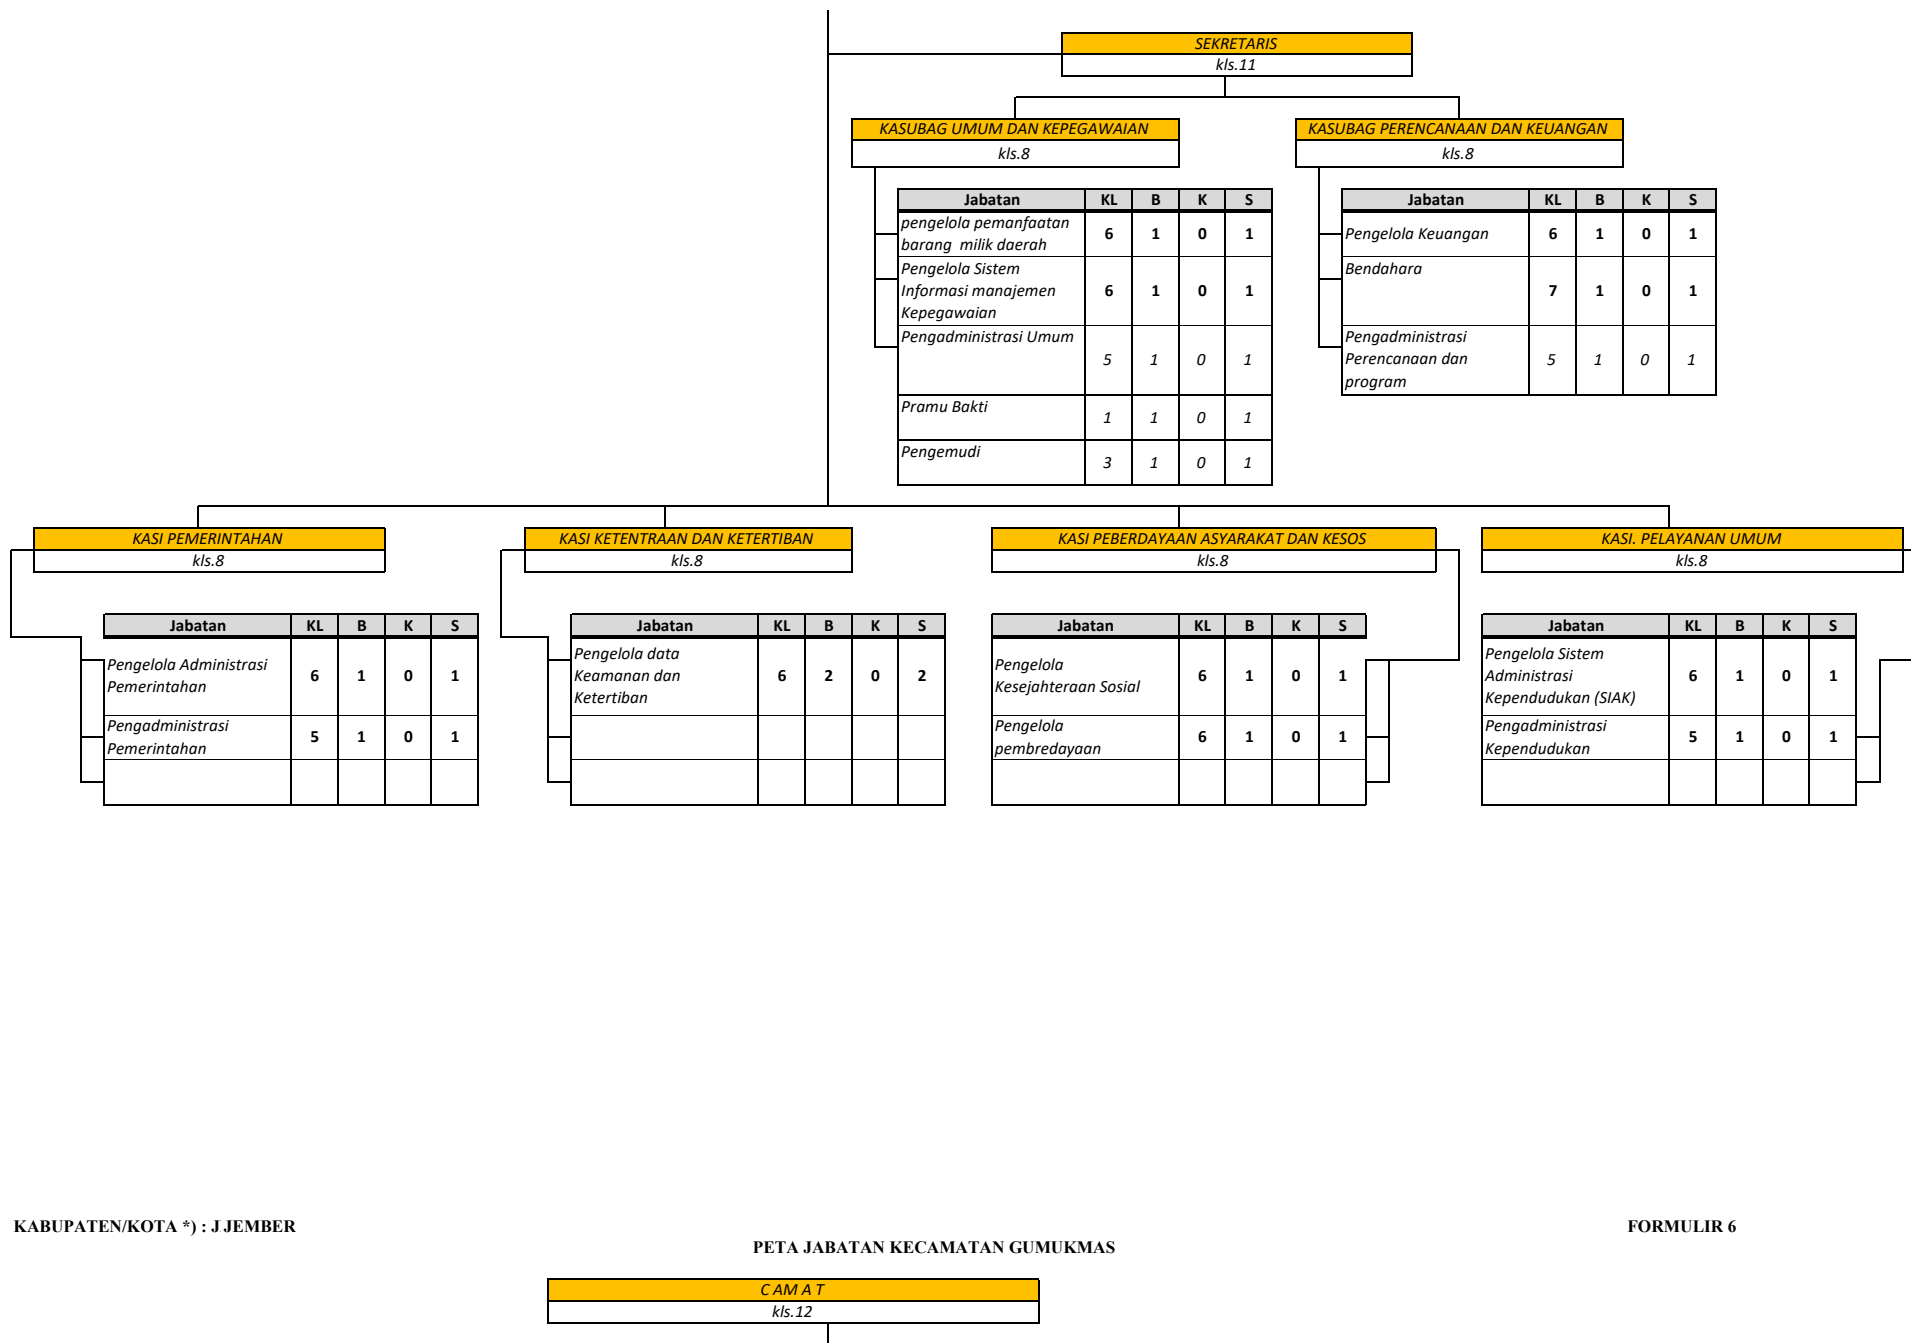 SEKRETARIS
kls.11
KASUBAG UMUM DAN KEPEGAWAIAN
kls.8
KASUBAG PERENCANAAN DAN KEUANGAN
kls.8
Jabatan KL B K S
pengelola pemanfaatan
barang milik daerah 6 1 0 1
Pengelola Sistem
Informasi manajemen 6 1 0 1
Kepegawaian
Pengadministrasi Umum
5 1 0 1
Pramu Bakti
1 1 0 1
Pengemudi
3 1 0 1
Jabatan KL B K S
Pengelola Keuangan 6 1 0 1
Bendahara
7 1 0 1
Pengadministrasi
Perencanaan dan 5 1 0 1
program
KASI PEMERINTAHAN
kls.8
KASI KETENTRAAN DAN KETERTIBAN
kls.8
KASI PEBERDAYAAN ASYARAKAT DAN KESOS
kls.8
KASI. PELAYANAN UMUM
kls.8
Jabatan KL B K S
Pengelola Administrasi
Pemerintahan 6 1 0 1
Pengadministrasi
Pemerintahan 5 1 0 1
Jabatan KL B K S
Pengelola data
Keamanan dan 6 2 0 2
Ketertiban
Jabatan KL B K S
Pengelola
Kesejahteraan Sosial 6 1 0 1
Pengelola
pembredayaan 6 1 0 1
Jabatan KL B K S
Pengelola Sistem
Administrasi 6 1 0 1
Kependudukan (SIAK)
Pengadministrasi
Kependudukan 5 1 0 1
KABUPATEN/KOTA *) : J JEMBER
FORMULIR 6
PETA JABATAN KECAMATAN GUMUKMAS
C AM A T
kls.12